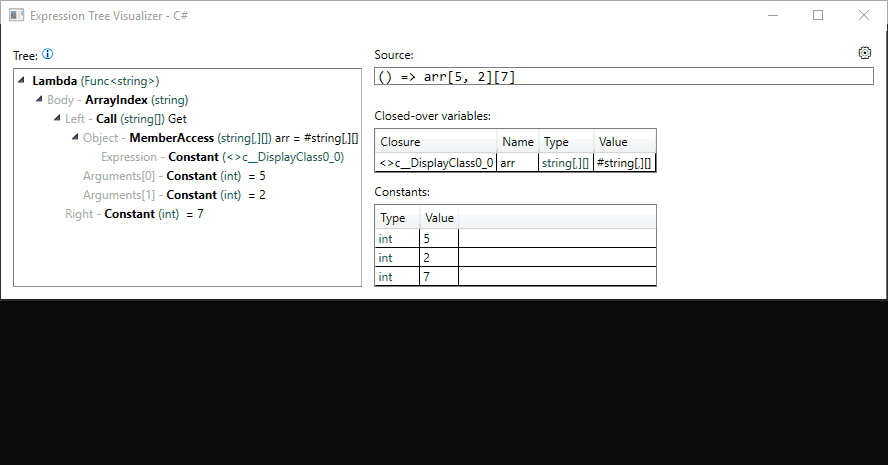 Expression Tree Visualizer - C#
Tree:
Lambda (Func<string>)
Body - ArrayIndex (string)
Left - Call (string[]) Get
Object - MemberAccess (string[,][]) arr = #string[,][]
Expression - Constant (<>c__DisplayClass0_0)
Arguments[0] - Constant (int) = 5
Arguments[1] - Constant (int) = 2
Right - Constant (int) = 7
Source:
() => arr[5, 2][7]
Closed-over variables:
Closure Name Type Value
<>c__DisplayClass0_0 arr string[,][] #string[,][]
Constants:
Type Value
int 5
int 2
int 7